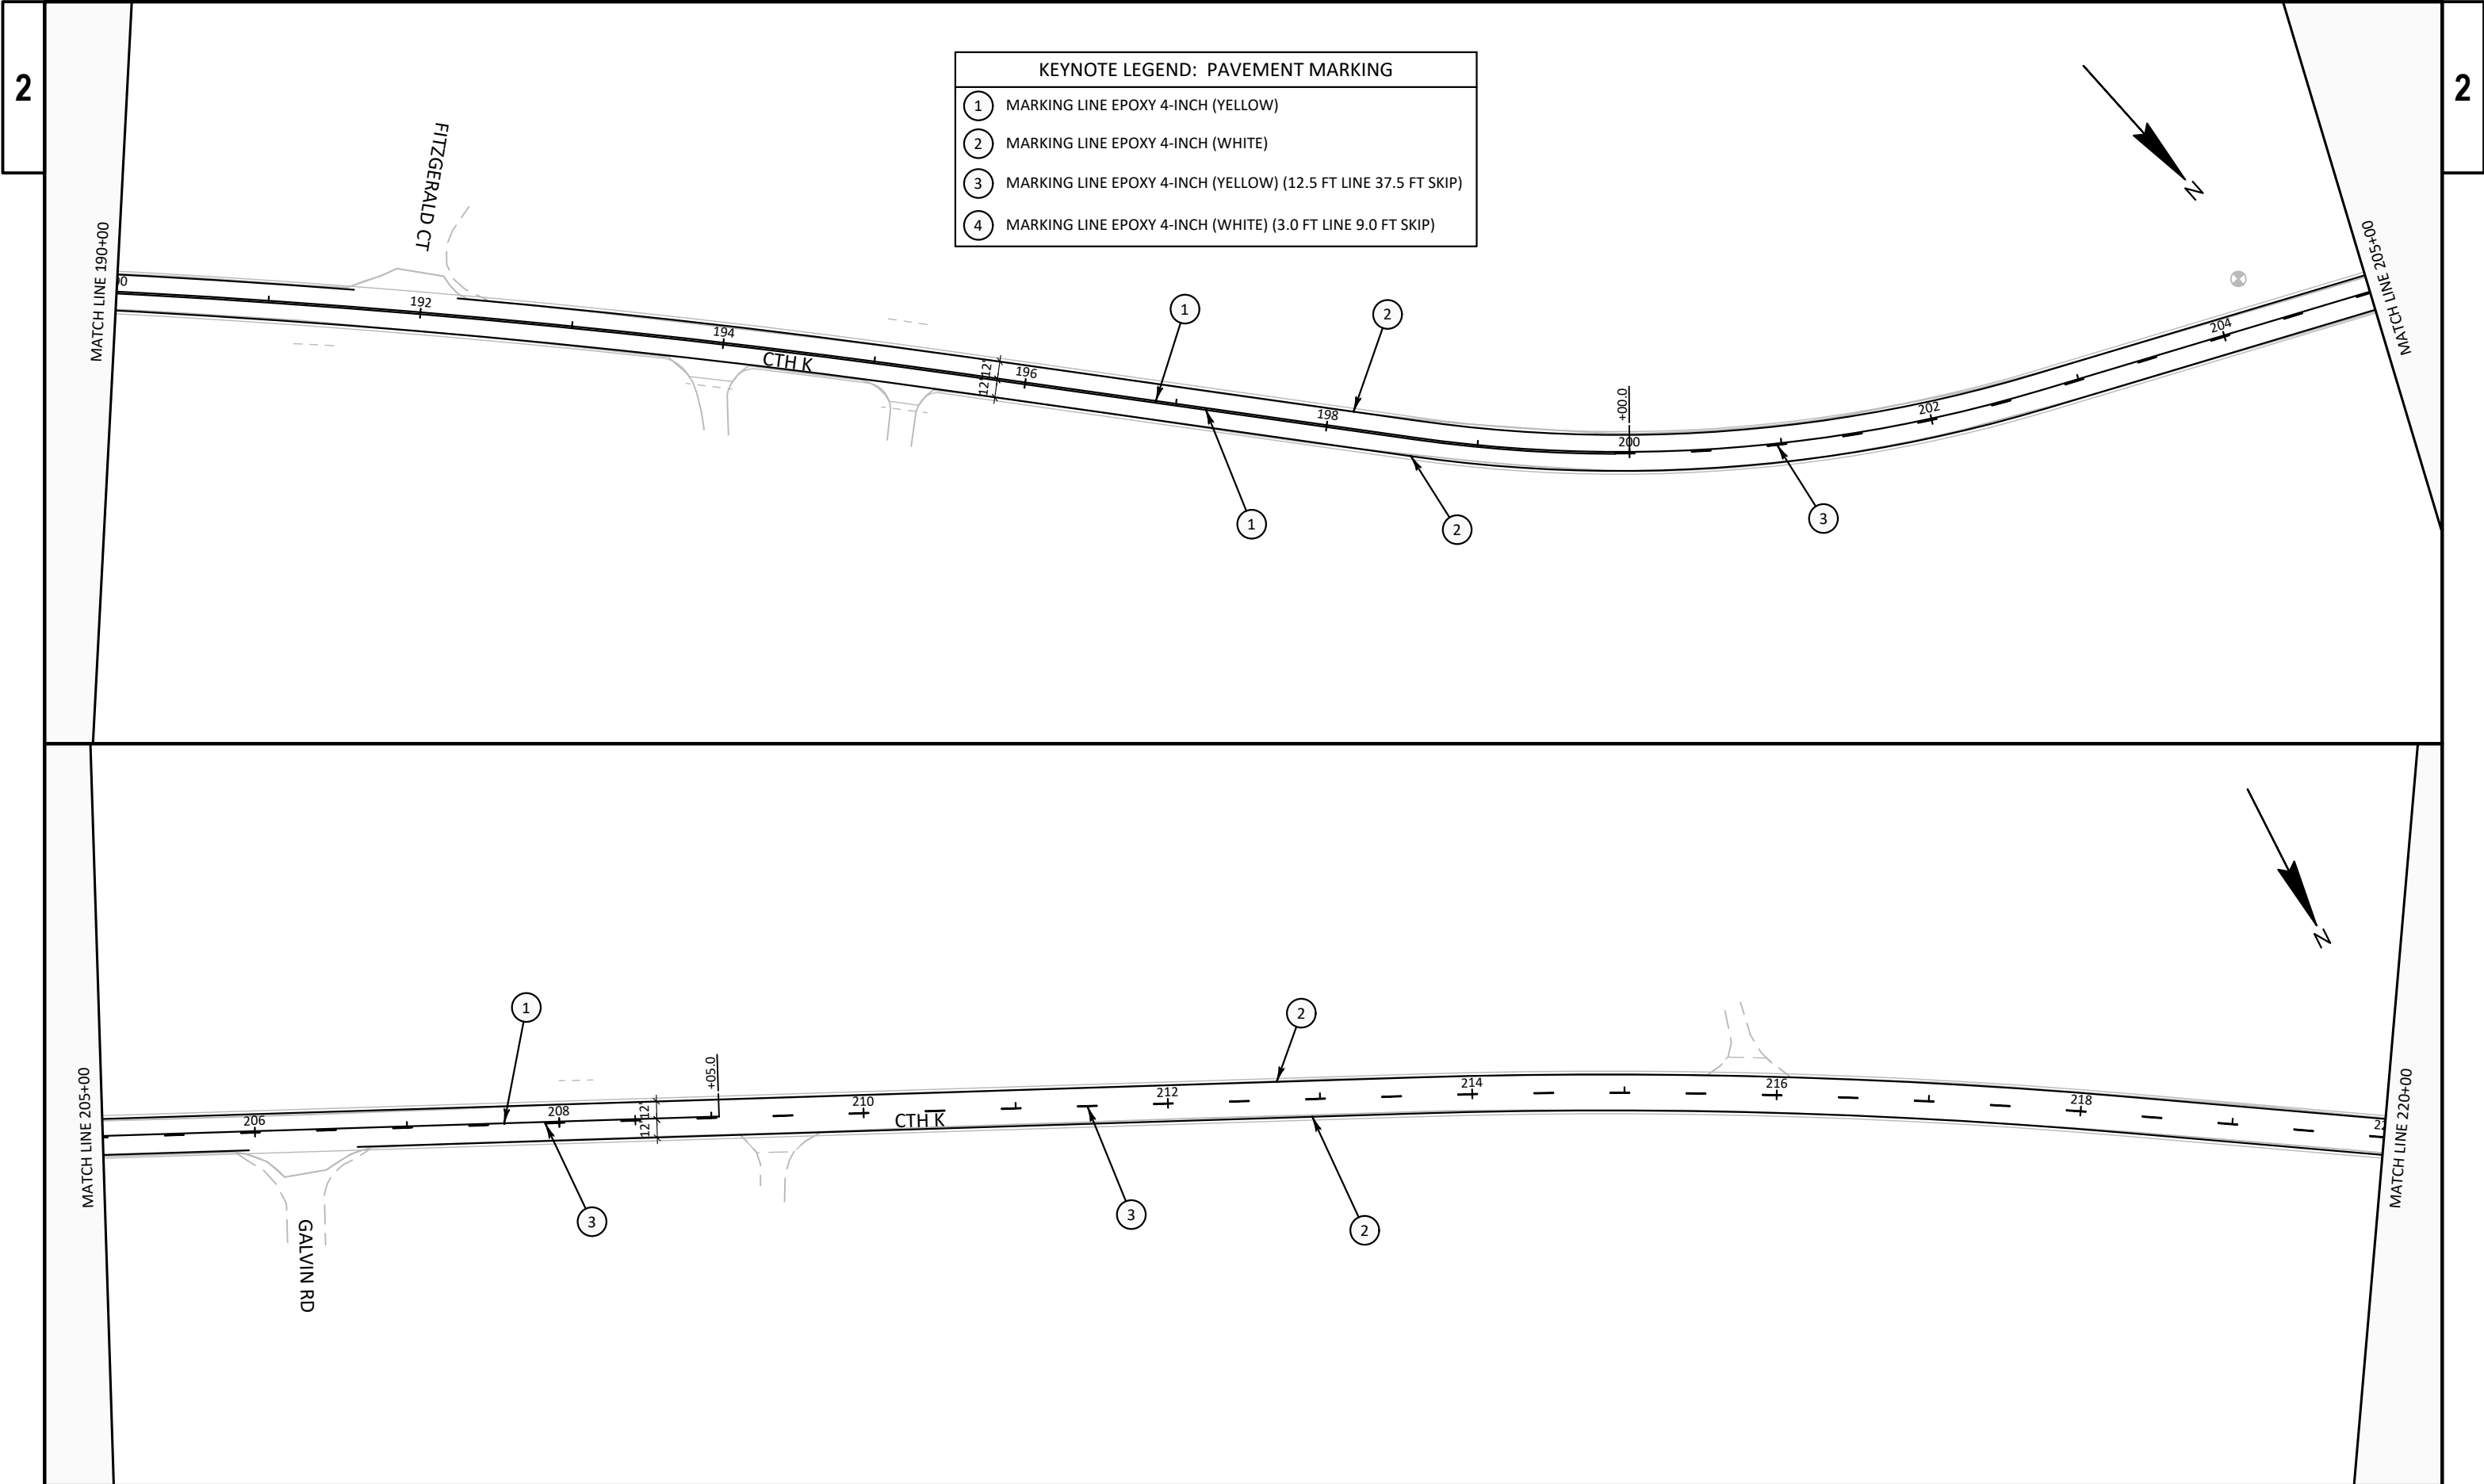 2
2
KEYNOTE LEGEND: PAVEMENT MARKING
1 MARKING LINE EPOXY 4-INCH (YELLOW)
2 MARKING LINE EPOXY 4-INCH (WHITE)
3 MARKING LINE EPOXY 4-INCH (YELLOW) (12.5 FT LINE 37.5 FT SKIP)
4 MARKING LINE EPOXY 4-INCH (WHITE) (3.0 FT LINE 9.0 FT SKIP)
N
FITZGERALD CT
MATCH LINE 190+00
MATCH LINE 205+00
192
194
CTH K
12'
12'
196
198
+00.0
200
202
204
1
2
1
2
3
N
MATCH LINE 205+00
MATCH LINE 220+00
1
2
+05.0
206
208
12'
12'
210
CTH K
212
214
216
218
3
3
2
GALVIN RD